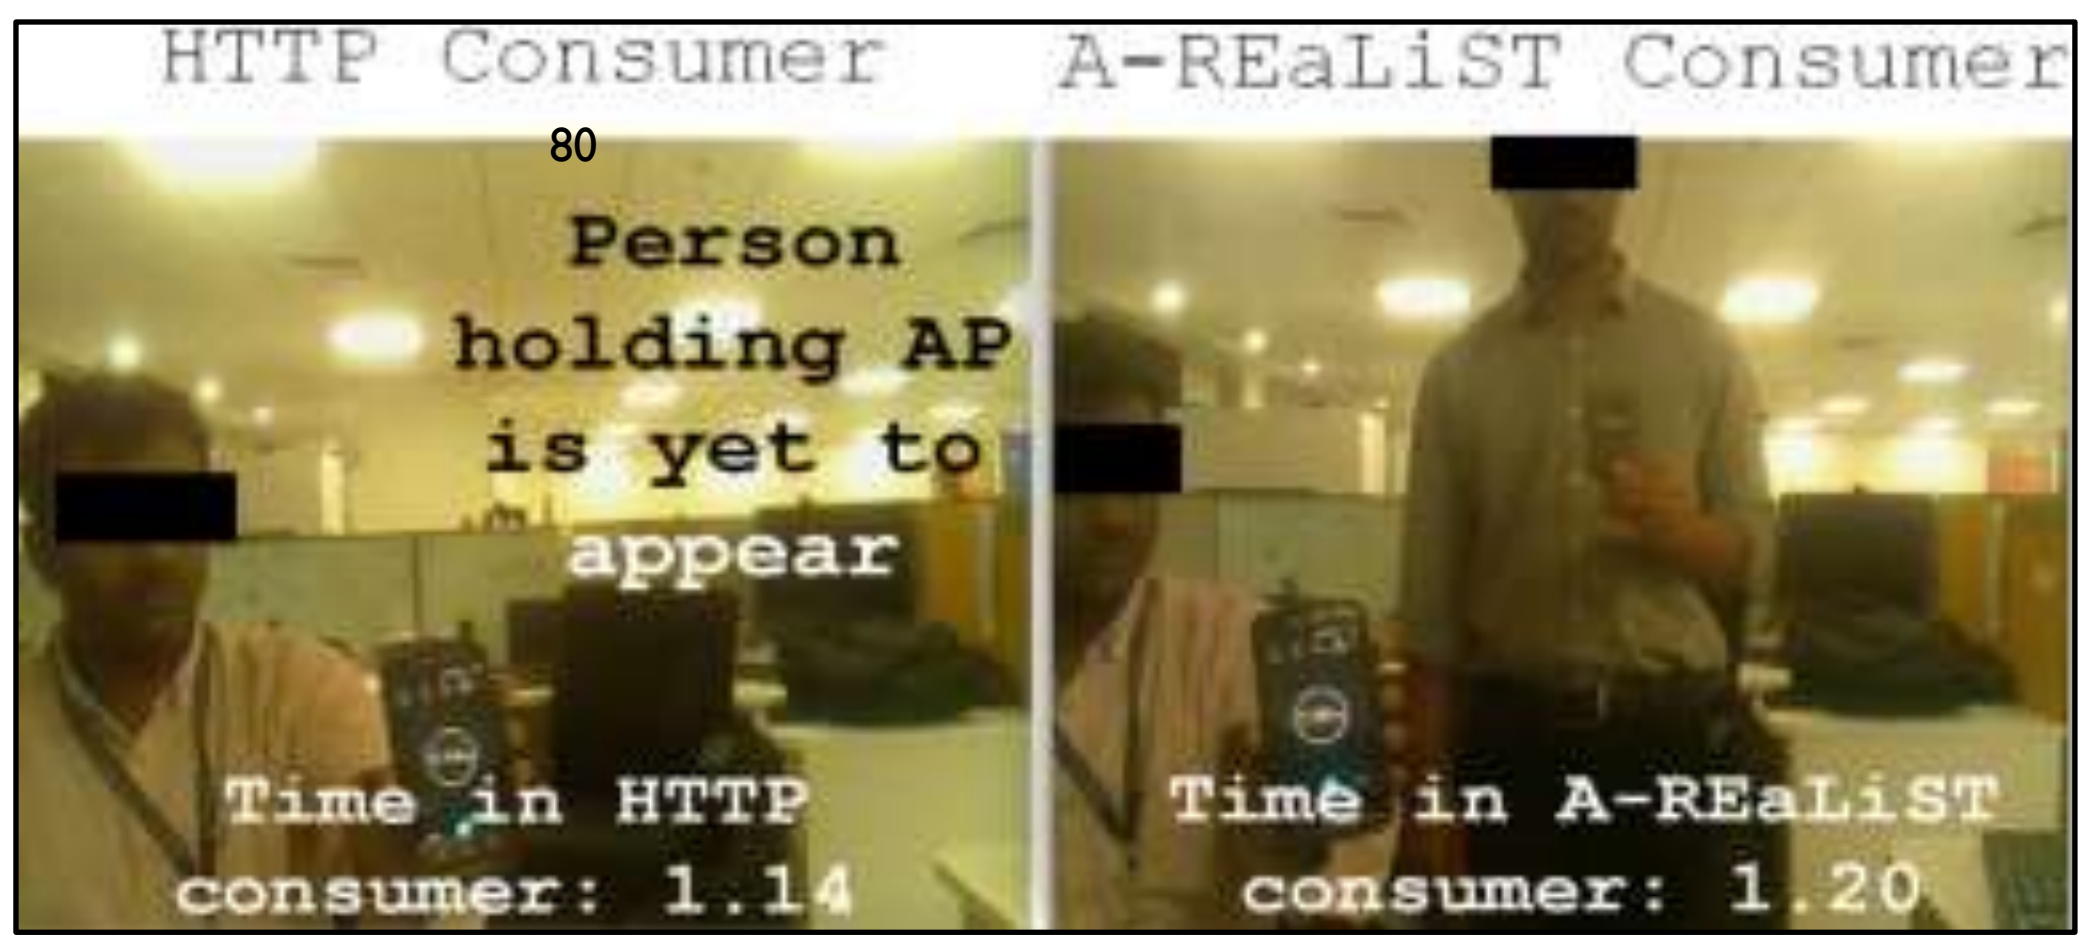 HTTP Consumer
A-REaLiST Consumer
80
Person
holding AP
is yet to
appear
Time in HTTP
consumer: 1.14
Time in A-REaLiST
consumer: 1.20